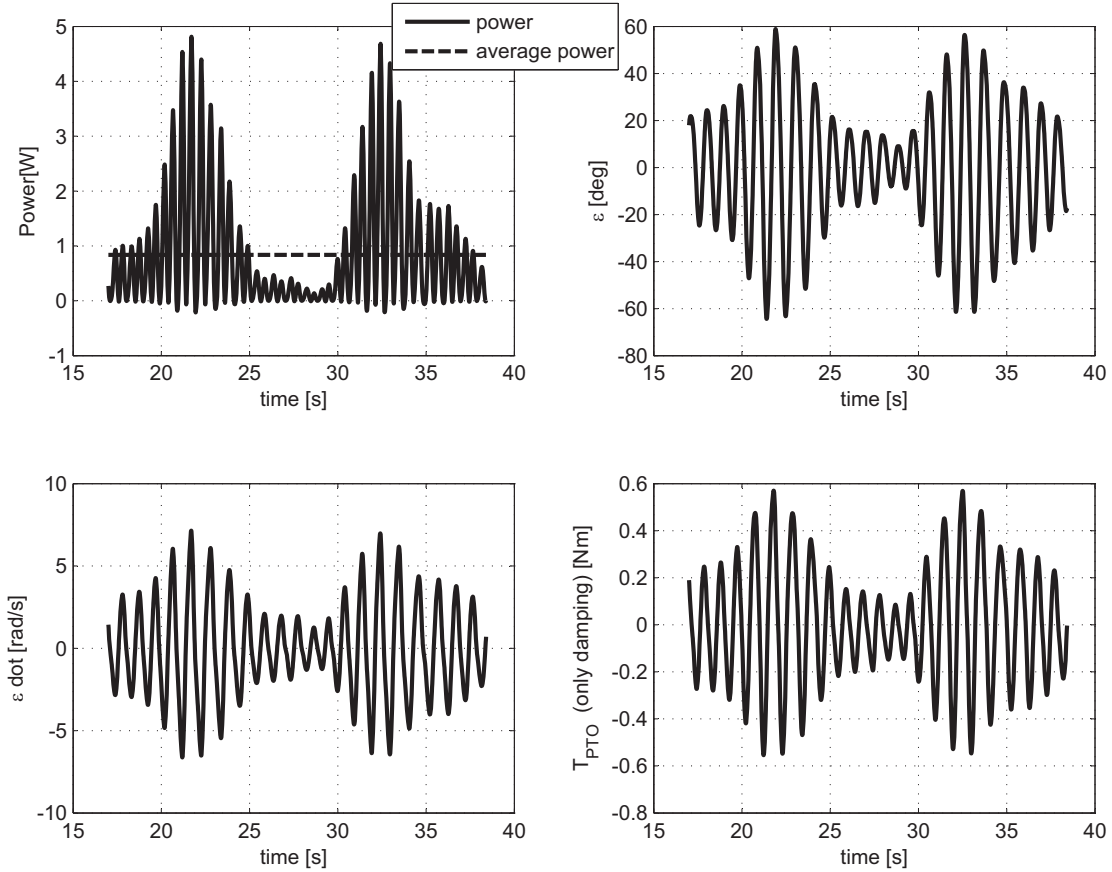 power
average power
5
4
3
2
1
0
-1
Power[W]
15 20 25 30 35 40
time [s]
60
40
20
0
-20
-40
-60
-80
ε [deg]
15 20 25 30 35 40
time [s]
10
5
0
-5
-10
ε dot [rad/s]
15 20 25 30 35 40
time [s]
0.6
0.4
0.2
0
-0.2
-0.4
-0.6
-0.8
T_PTO (only damping) [Nm]
15 20 25 30 35 40
time [s]